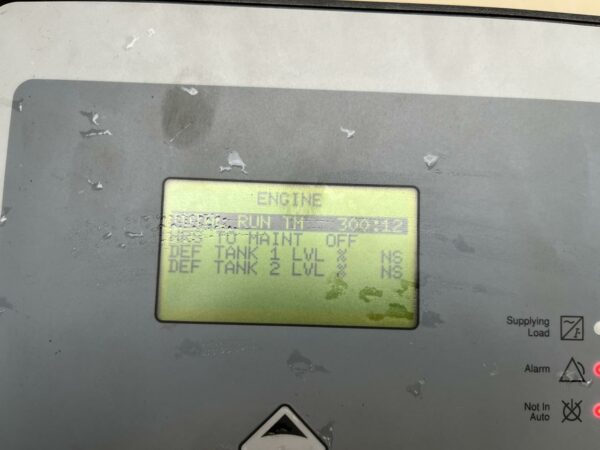 ENGINE
RUN TM 300:12
HRS TO MAINT OFF
DEF TANK 1 LVL % NS
DEF TANK 2 LVL % NS
Supplying
Load
Alarm
Not In
Auto